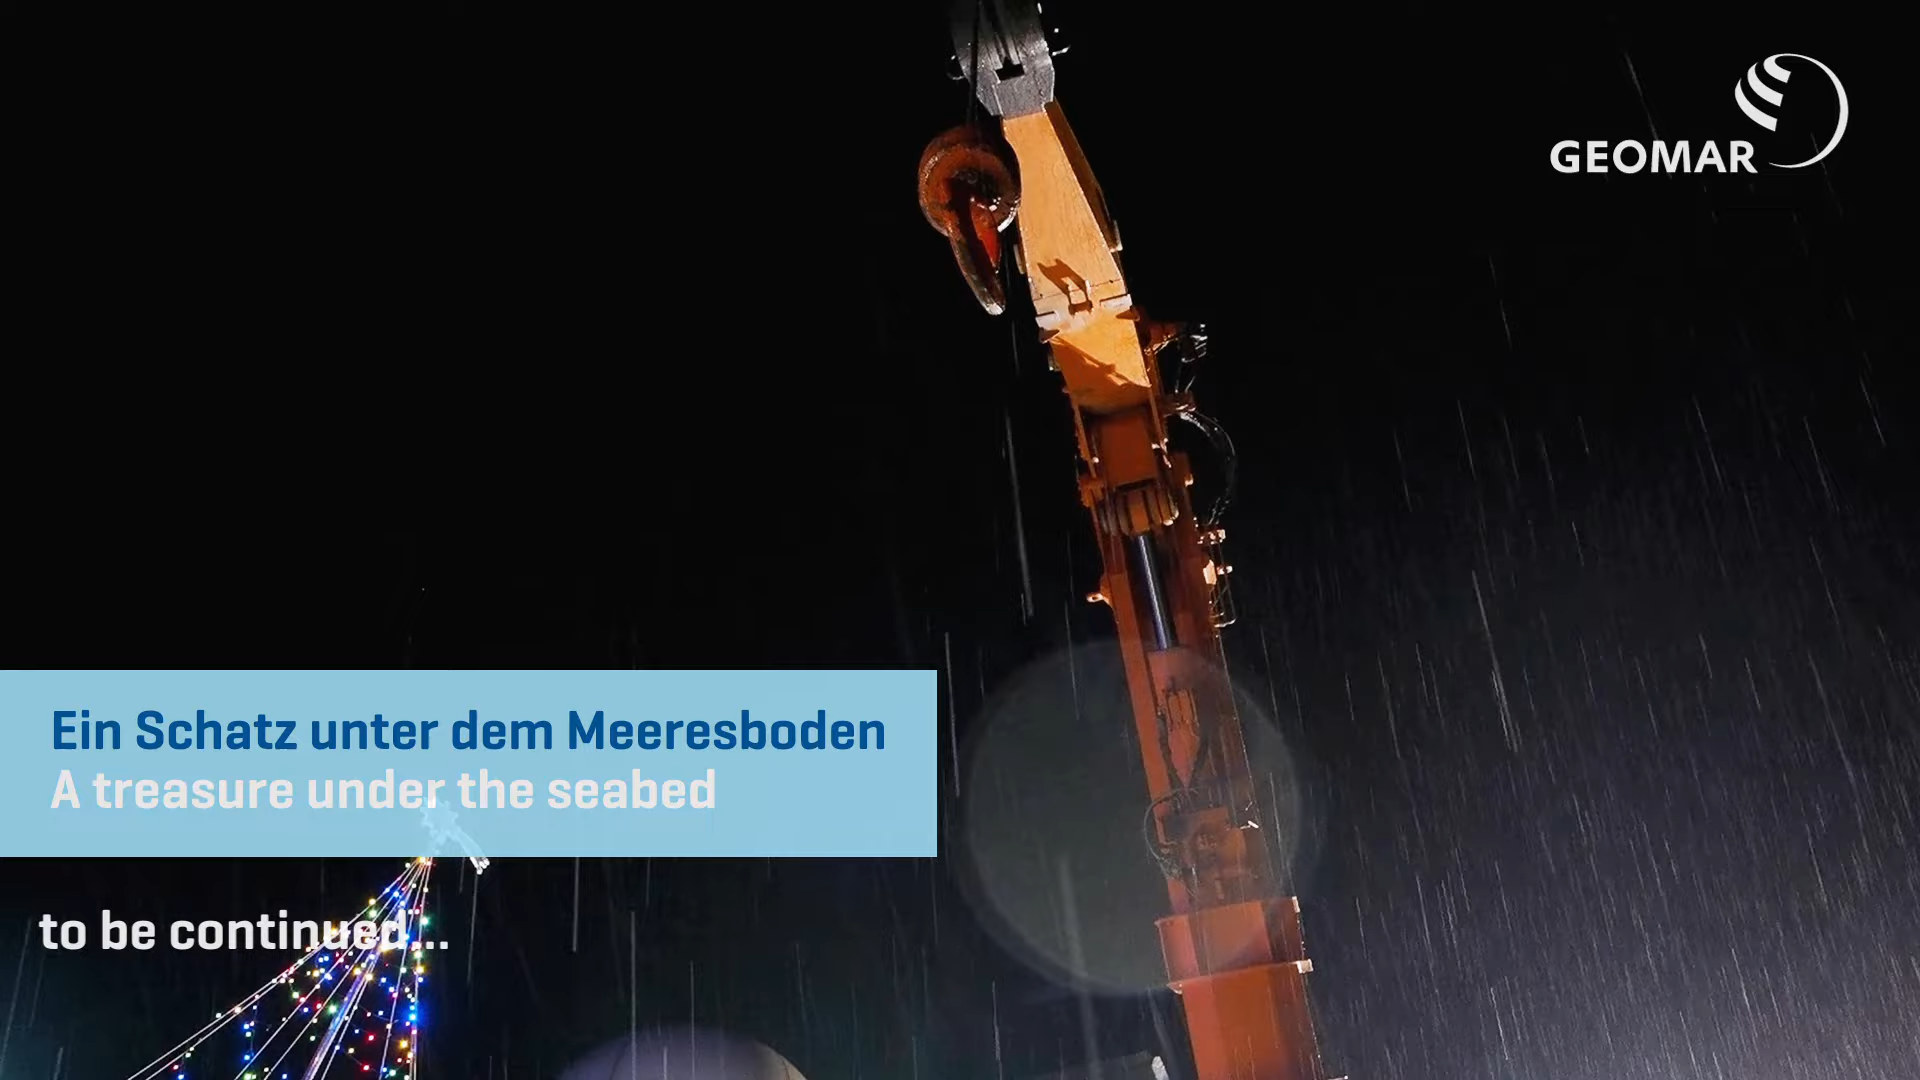 GEOMAR
Ein Schatz unter dem Meeresboden
A treasure under the seabed
to be continued...